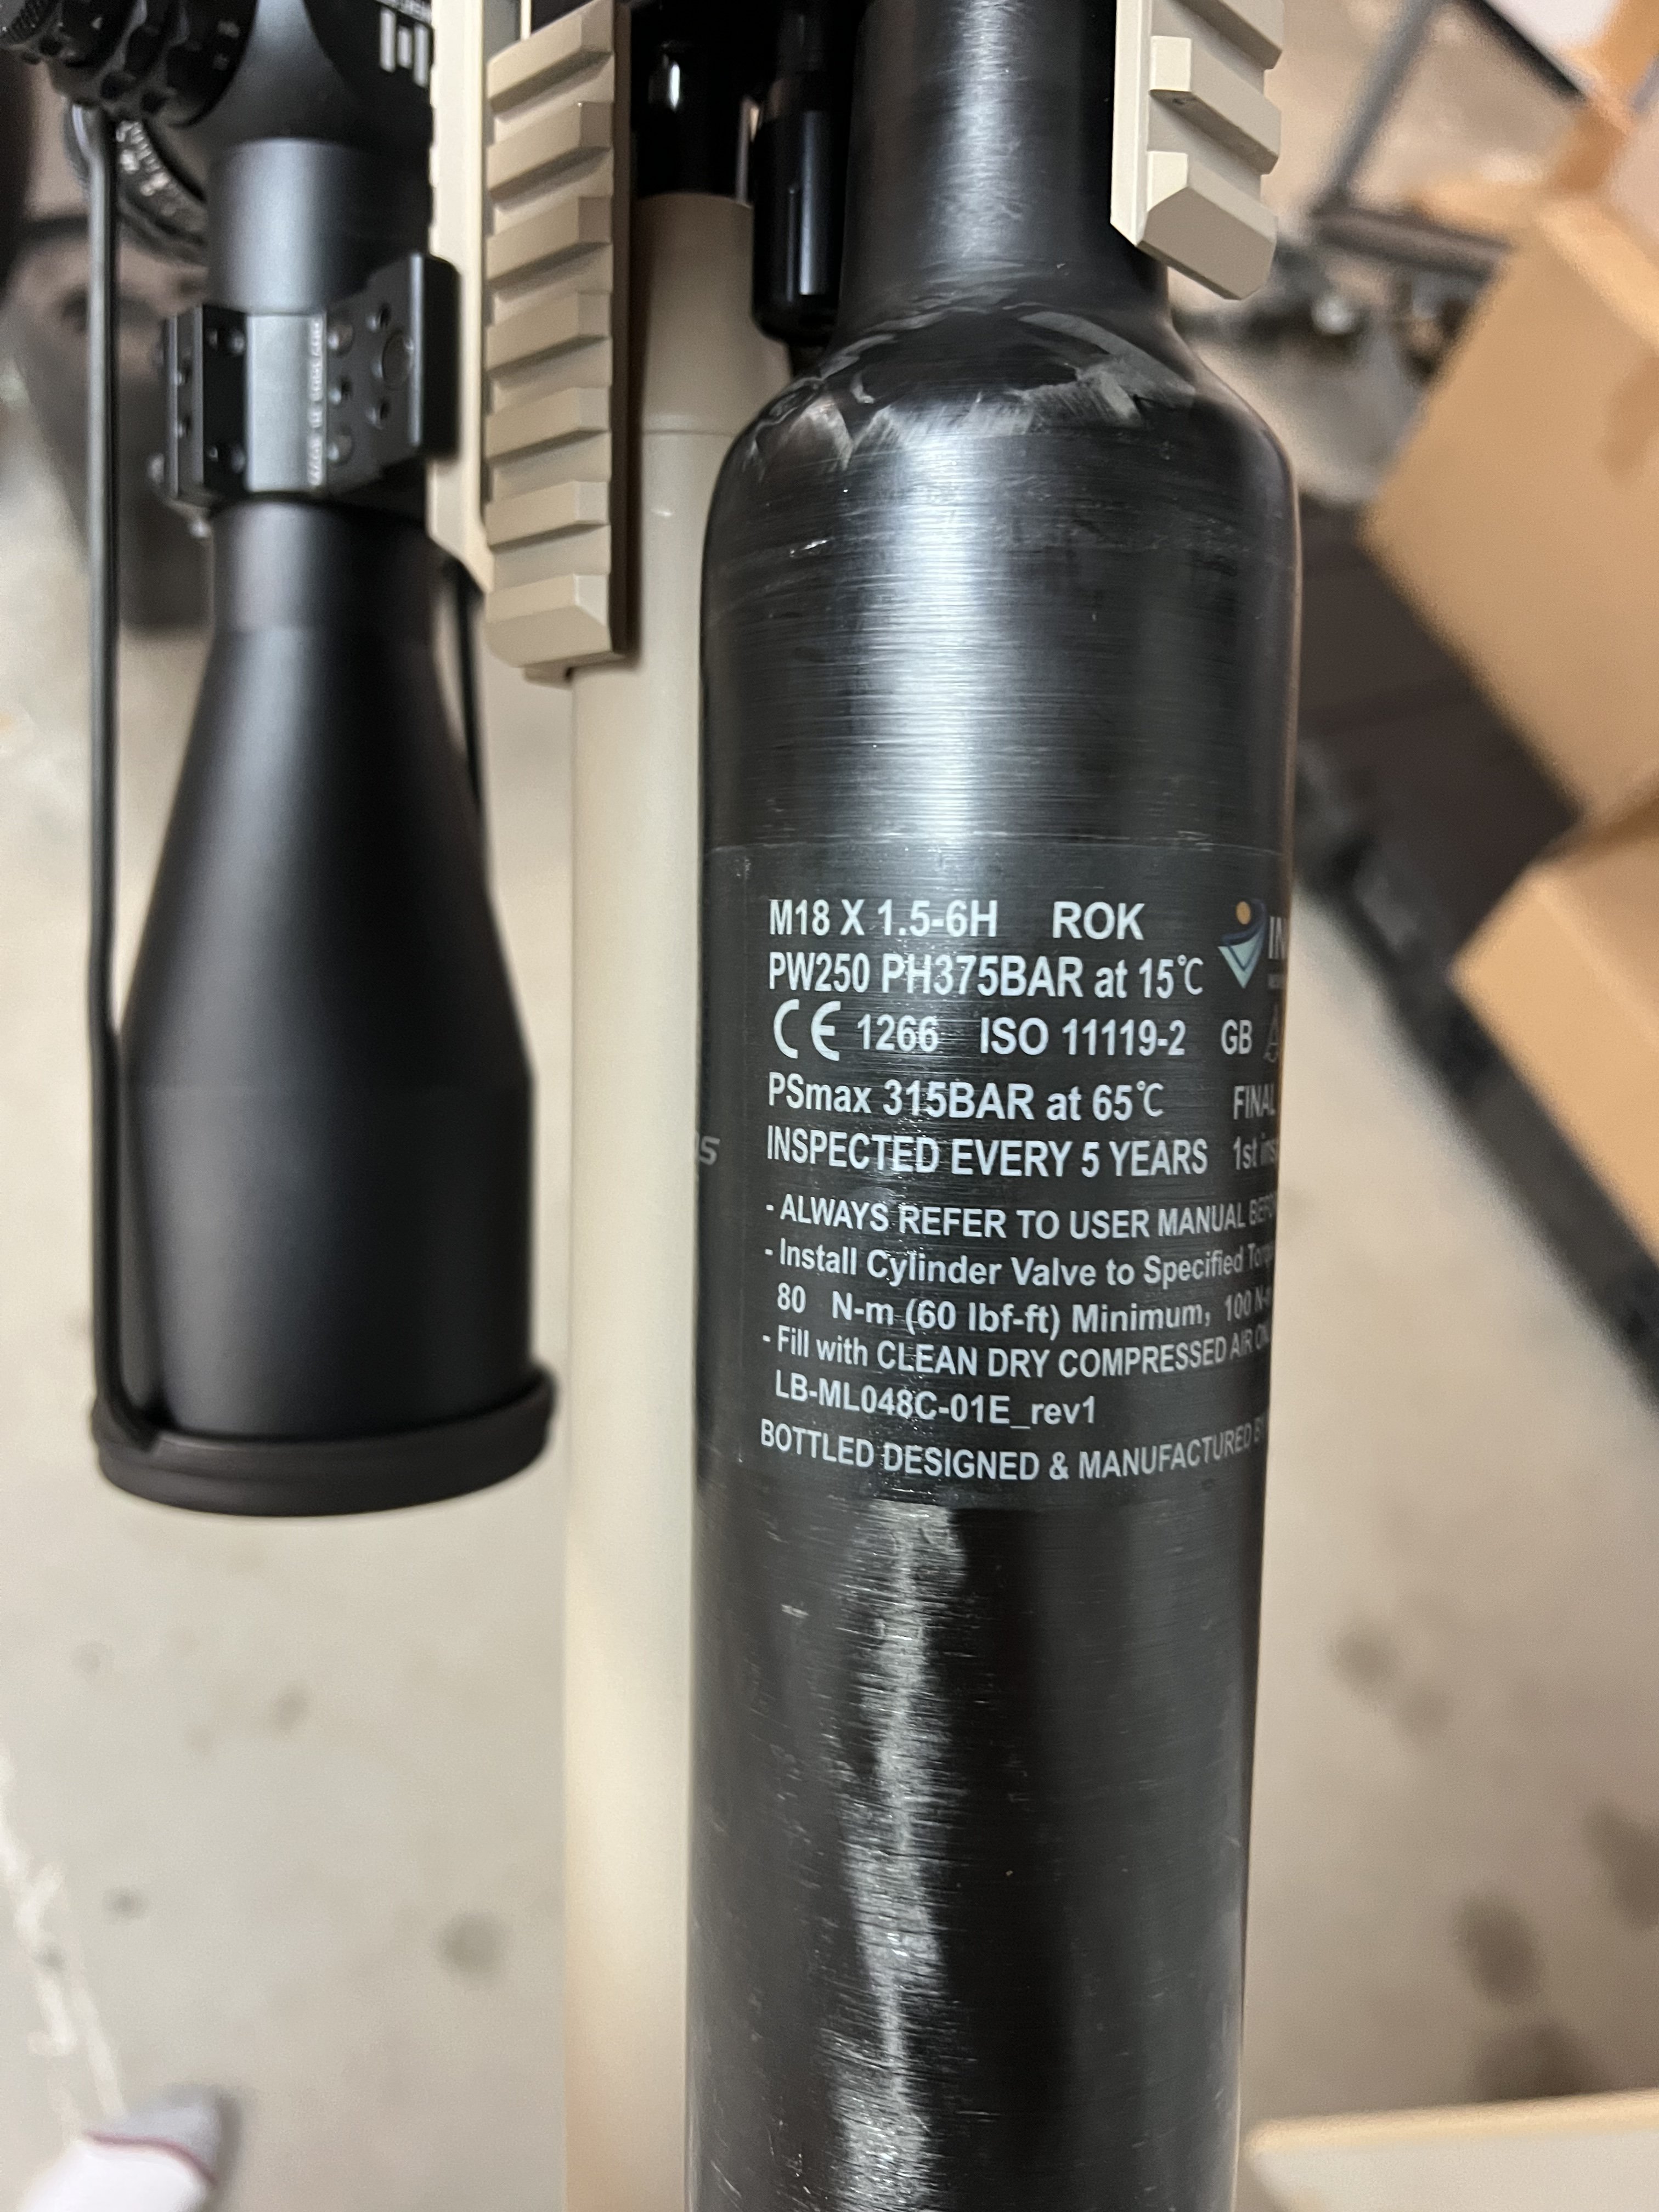 M18 X 1.5-6H ROK
PW250 PH375BAR at 15℃
CE 1266 ISO 11119-2 GB
PSmax 315BAR at 65℃ FINAL
INSPECTED EVERY 5 YEARS 1st
- ALWAYS REFER TO USER MANUAL
- Install Cylinder Valve to Specified
80 N-m (60 lbf-ft) Minimum, 100
- Fill with CLEAN DRY COMPRESSED AIR
LB-ML048C-01E_rev1
BOTTLED DESIGNED & MANUFACTURED BY